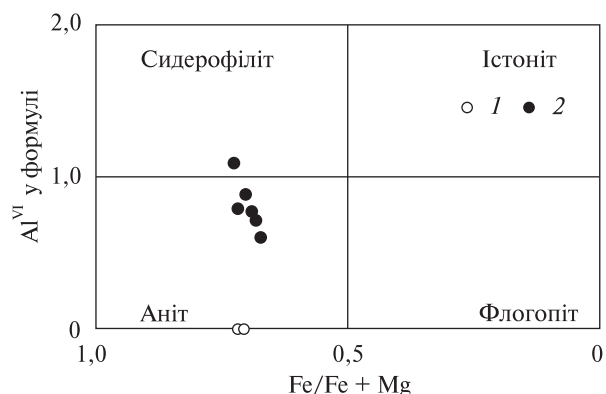 2,0
Сидерофіліт
Істоніт
1
2
Al^VI у формулі
1,0
Аніт
Флогопіт
0
1,0
0,5
0
Fe/Fe + Mg